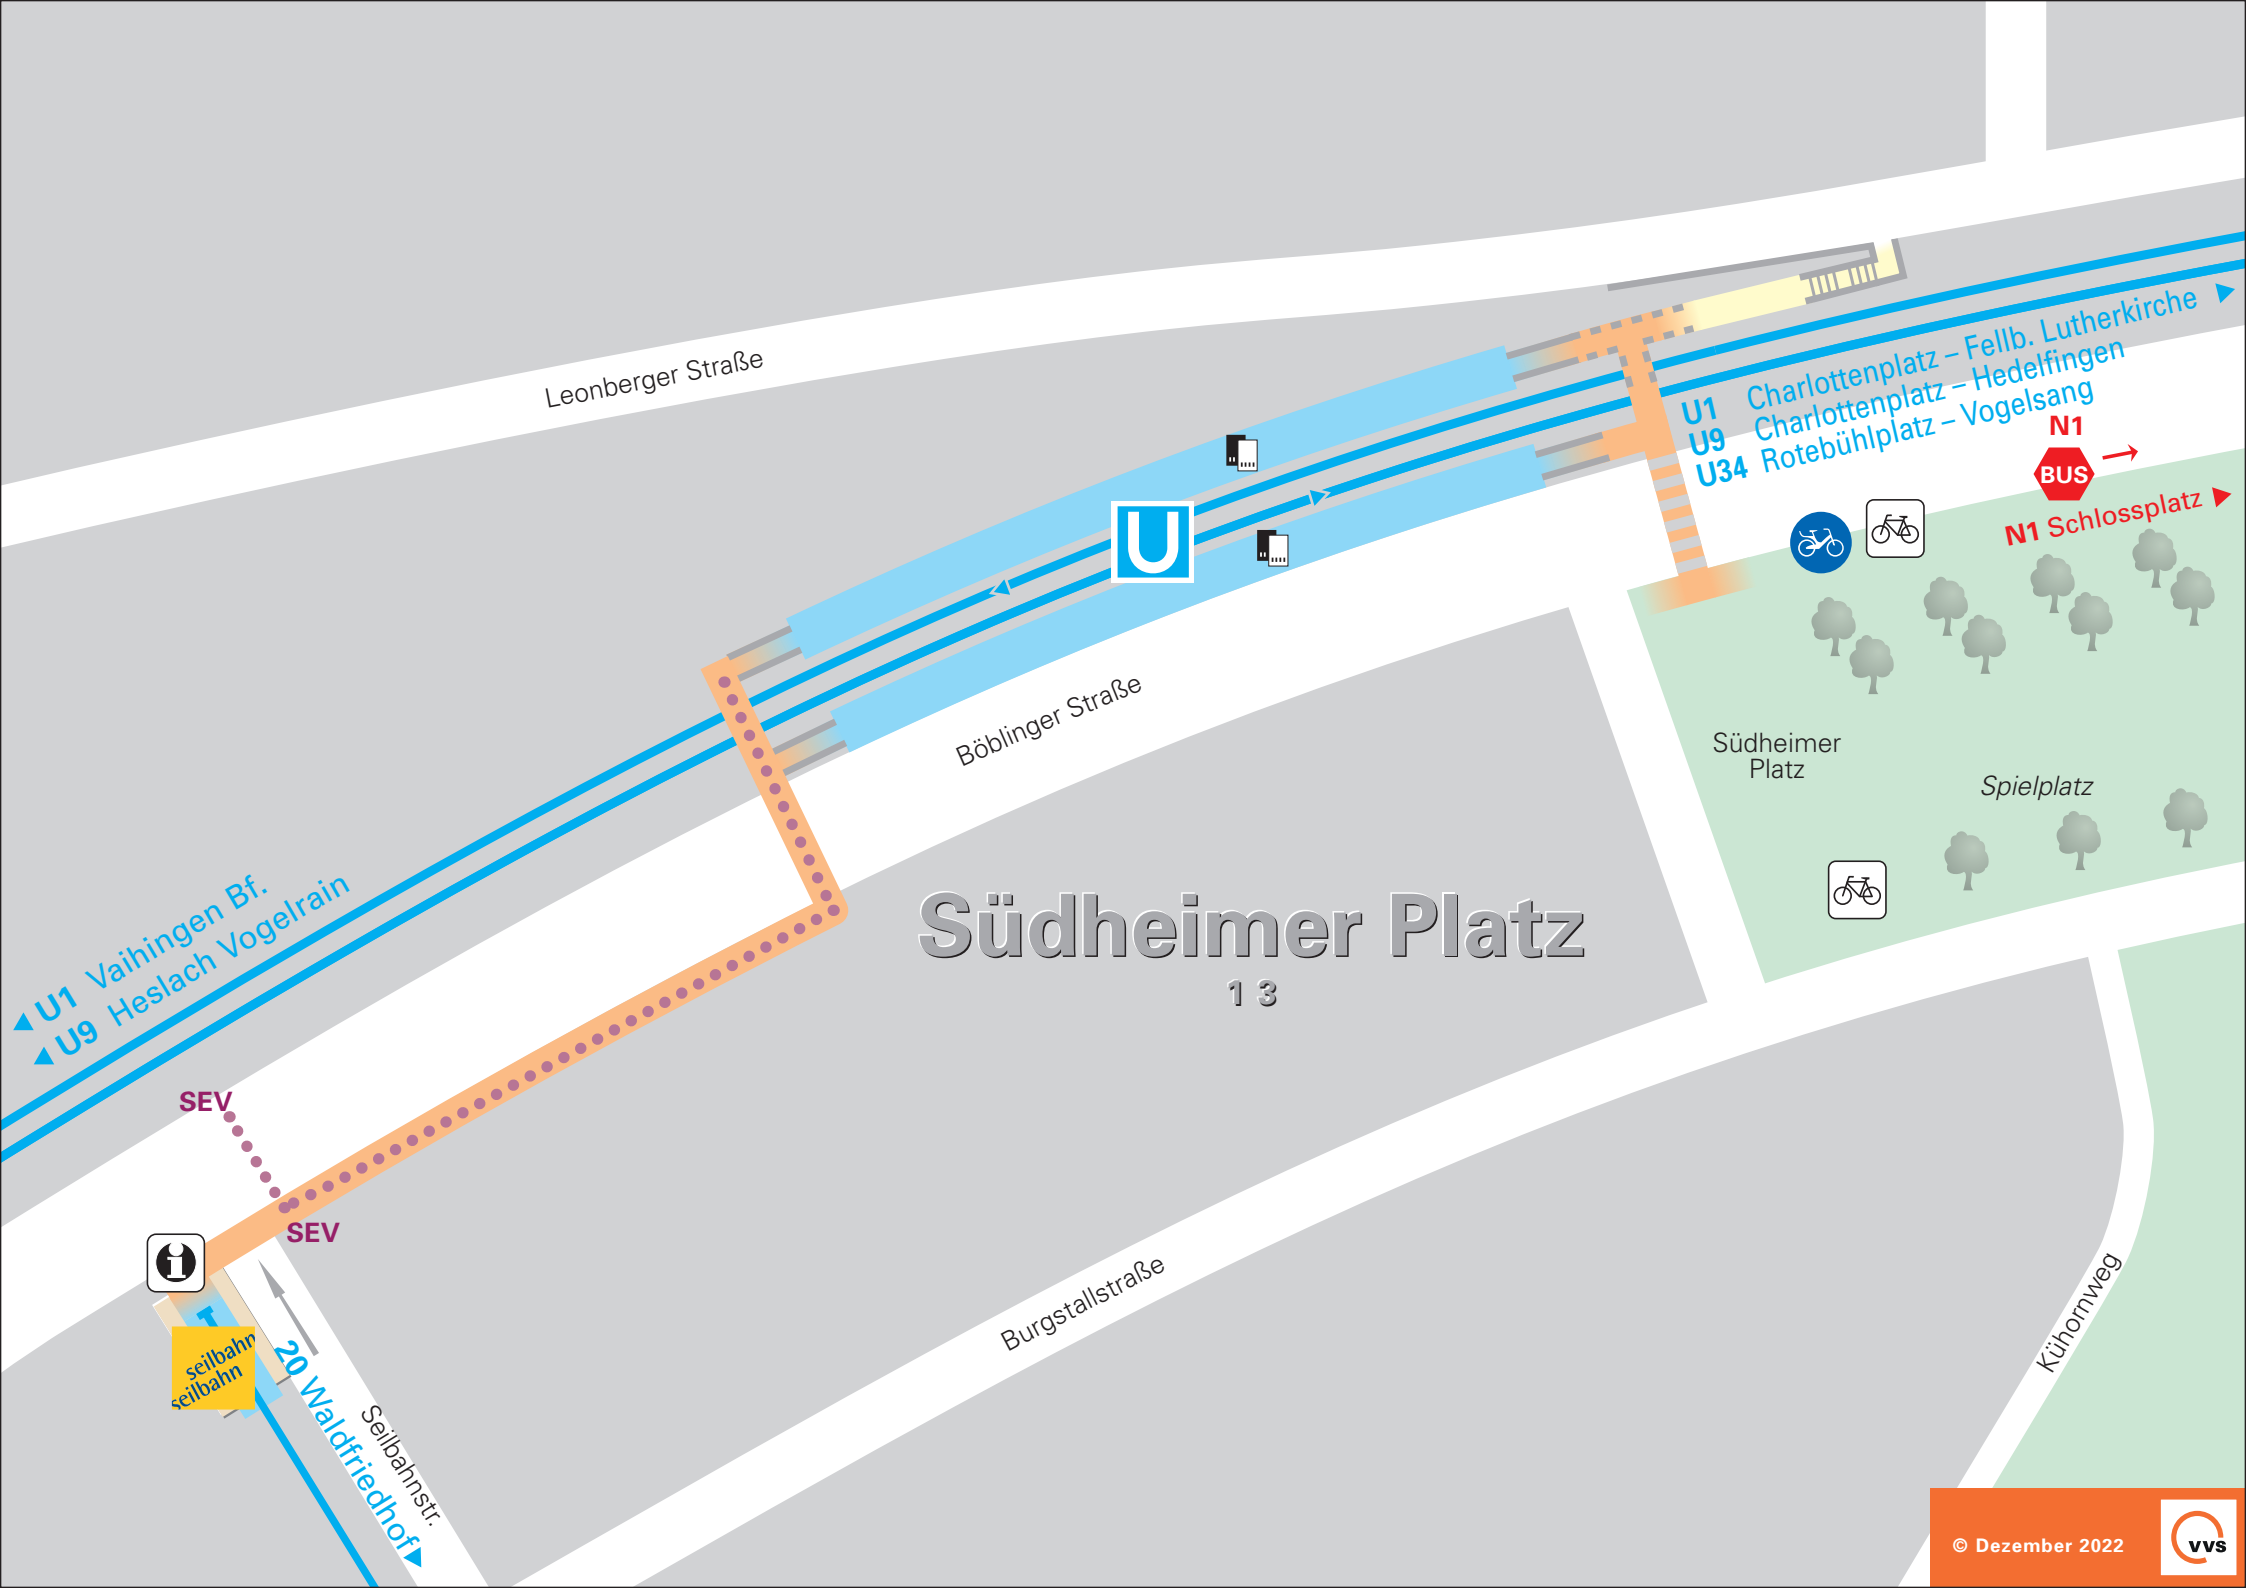 Leonberger Straße
U1 Charlottenplatz – Fellb. Lutherkirche
U9 Charlottenplatz – Hedelfingen
U34 Rotebühlplatz – Vogelsang
N1
BUS
N1 Schlossplatz
U
Böblinger Straße
Südheimer
Platz
Spielplatz
U1 Vaihingen Bf.
U9 Heslach Vogelrain
Südheimer Platz
1 3
SEV
SEV
i
seilbahn
seilbahn
20 Waldfriedhof
Seilbahnstr.
Burgstallstraße
Kühornweg
© Dezember 2022
vvs